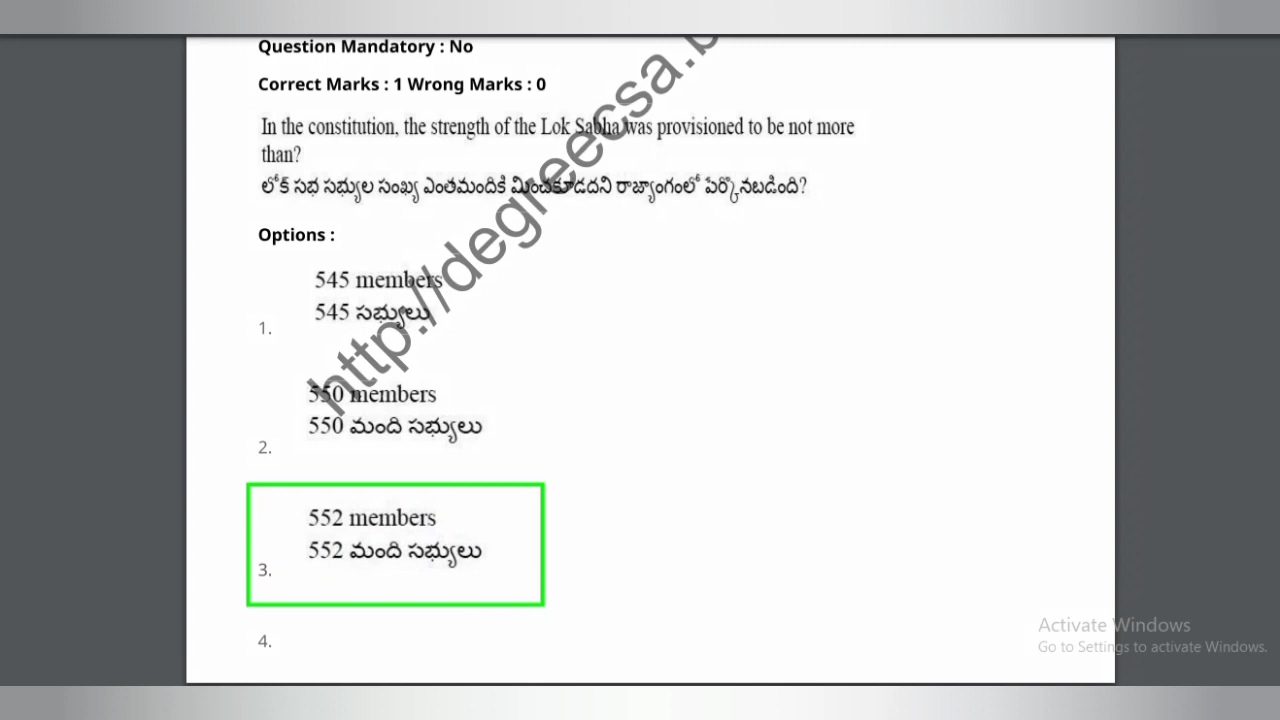 Question Mandatory : No
Correct Marks : 1 Wrong Marks : 0
In the constitution, the strength of the Lok Sabha was provisioned to be not more
than?
లోక్ సభ సభ్యుల సంఖ్య ఎంతమందికి మించకూడదని రాజ్యాంగంలో పేర్కొనబడింది?
Options :
545 members
545 సభ్యులు
1.
550 members
550 మంది సభ్యులు
2.
552 members
552 మంది సభ్యులు
3.
4.
http://degreecsa.b
Activate Windows
Go to Settings to activate Windows.